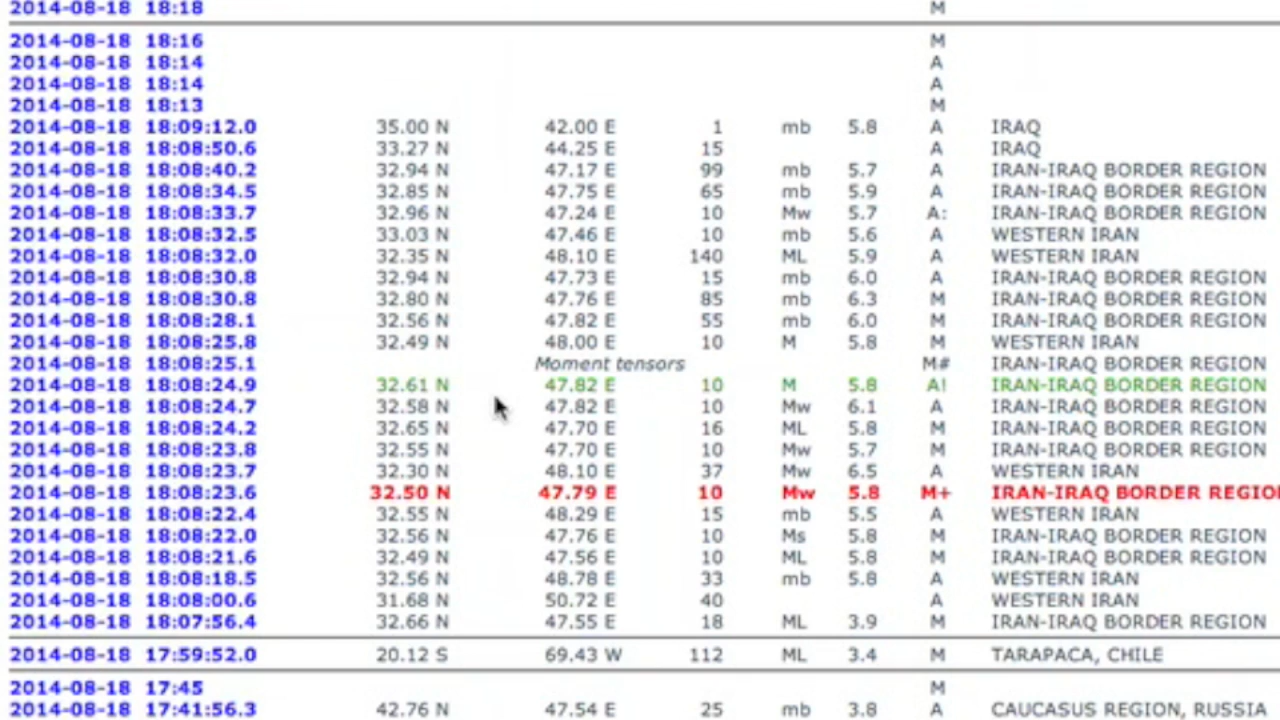 2014-08-18 18:18 M
2014-08-18 18:16 M
2014-08-18 18:14 A
2014-08-18 18:14 A
2014-08-18 18:13 M
2014-08-18 18:09:12.0 35.00 N 42.00 E 1 mb 5.8 A IRAQ
2014-08-18 18:08:50.6 33.27 N 44.25 E 15 A IRAQ
2014-08-18 18:08:40.2 32.94 N 47.17 E 99 mb 5.7 A IRAN-IRAQ BORDER REGION
2014-08-18 18:08:34.5 32.85 N 47.75 E 65 mb 5.9 A IRAN-IRAQ BORDER REGION
2014-08-18 18:08:33.7 32.96 N 47.24 E 10 Mw 5.7 A: IRAN-IRAQ BORDER REGION
2014-08-18 18:08:32.5 33.03 N 47.46 E 10 mb 5.6 A WESTERN IRAN
2014-08-18 18:08:32.0 32.35 N 48.10 E 140 ML 5.9 A WESTERN IRAN
2014-08-18 18:08:30.8 32.94 N 47.73 E 15 mb 6.0 A IRAN-IRAQ BORDER REGION
2014-08-18 18:08:30.8 32.80 N 47.76 E 85 mb 6.3 M IRAN-IRAQ BORDER REGION
2014-08-18 18:08:28.1 32.56 N 47.82 E 55 mb 6.0 M IRAN-IRAQ BORDER REGION
2014-08-18 18:08:25.8 32.49 N 48.00 E 10 M 5.8 M WESTERN IRAN
2014-08-18 18:08:25.1 Moment tensors M# IRAN-IRAQ BORDER REGION
2014-08-18 18:08:24.9 32.61 N 47.82 E 10 M 5.8 A! IRAN-IRAQ BORDER REGION
2014-08-18 18:08:24.7 32.58 N 47.82 E 10 Mw 6.1 A IRAN-IRAQ BORDER REGION
2014-08-18 18:08:24.2 32.65 N 47.70 E 16 ML 5.8 M IRAN-IRAQ BORDER REGION
2014-08-18 18:08:23.8 32.55 N 47.70 E 10 Mw 5.7 M IRAN-IRAQ BORDER REGION
2014-08-18 18:08:23.7 32.30 N 48.10 E 37 Mw 6.5 A WESTERN IRAN
2014-08-18 18:08:23.6 32.50 N 47.79 E 10 Mw 5.8 M+ IRAN-IRAQ BORDER REGIO
2014-08-18 18:08:22.4 32.55 N 48.29 E 15 mb 5.5 A WESTERN IRAN
2014-08-18 18:08:22.0 32.56 N 47.76 E 10 Ms 5.8 M IRAN-IRAQ BORDER REGION
2014-08-18 18:08:21.6 32.49 N 47.56 E 10 ML 5.8 M IRAN-IRAQ BORDER REGION
2014-08-18 18:08:18.5 32.56 N 48.78 E 33 mb 5.8 A WESTERN IRAN
2014-08-18 18:08:00.6 31.68 N 50.72 E 40 A WESTERN IRAN
2014-08-18 18:07:56.4 32.66 N 47.55 E 18 ML 3.9 M IRAN-IRAQ BORDER REGION
2014-08-18 17:59:52.0 20.12 S 69.43 W 112 ML 3.4 M TARAPACA, CHILE
2014-08-18 17:45 M
2014-08-18 17:41:56.3 42.76 N 47.54 E 25 mb 3.8 A CAUCASUS REGION, RUSSIA